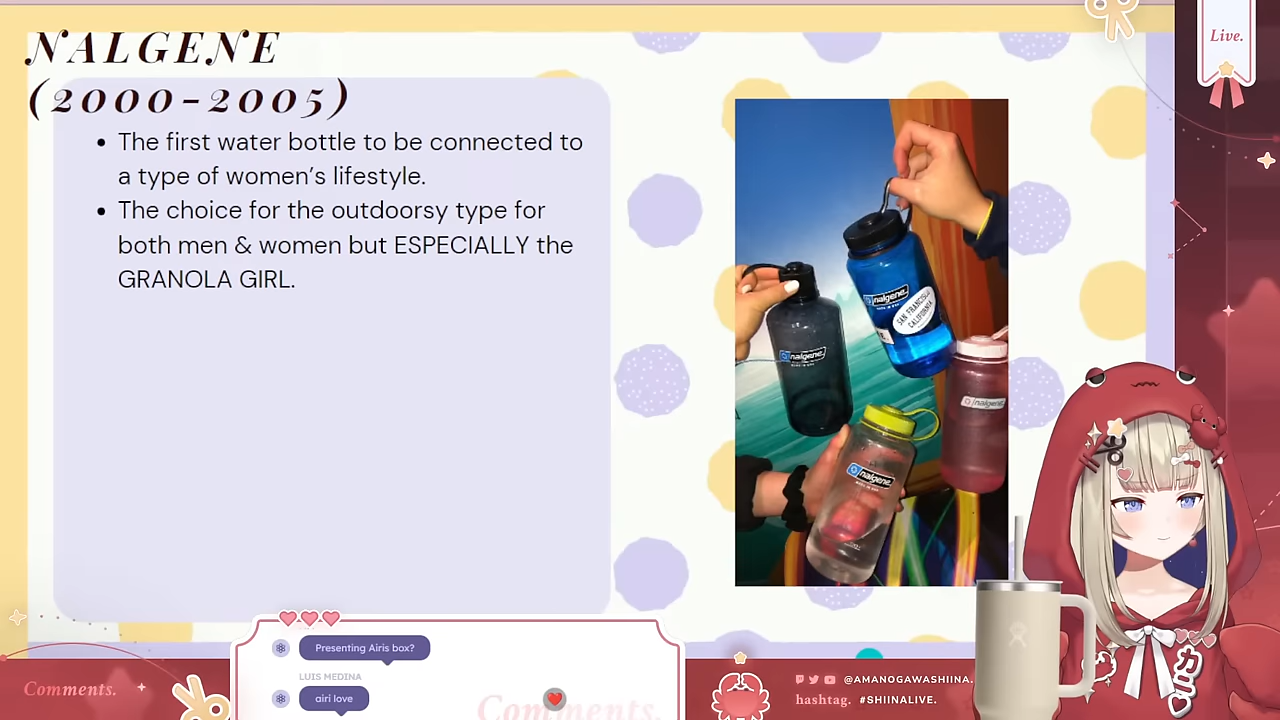 NALGENE
(2000-2005)
• The first water bottle to be connected to
a type of women's lifestyle.
• The choice for the outdoorsy type for
both men & women but ESPECIALLY the
GRANOLA GIRL.
nalgene
SAN FRANCISCO
CALIFORNIA
nalgene
nalgene
nalgene
Live.
Comments.
Presenting Airis box?
LUIS MEDINA
airi love
Comments.
@AMANOGAWASHIINA.
hashtag. #SHIINALIVE.
カニ